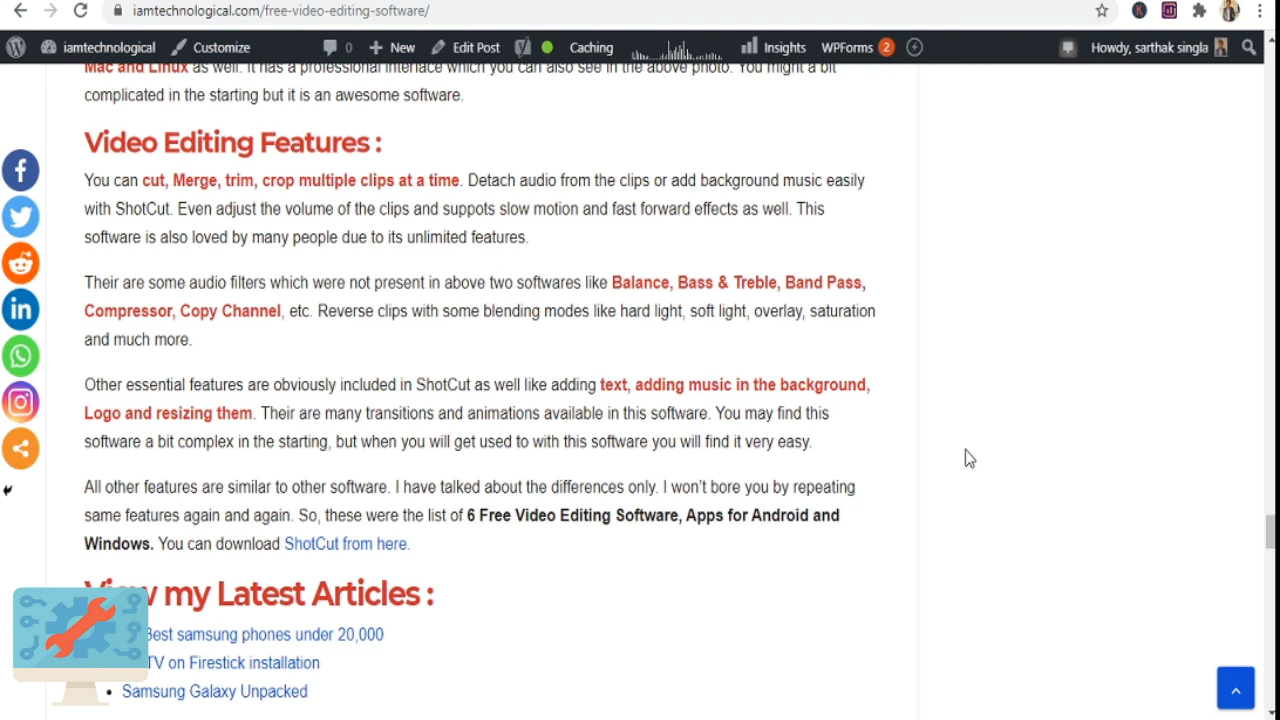 iamtechnological.com/free-video-editing-software/
iamtechnological Customize 0 New Edit Post Caching Insights WPForms 2 Howdy, sarthak singla
Mac and Linux as well. It has a professional interface which you can also see in the above photo. You might a bit
complicated in the starting but it is an awesome software.
Video Editing Features :
You can cut, Merge, trim, crop multiple clips at a time. Detach audio from the clips or add background music easily
with ShotCut. Even adjust the volume of the clips and suppots slow motion and fast forward effects as well. This
software is also loved by many people due to its unlimited features.
Their are some audio filters which were not present in above two softwares like Balance, Bass & Treble, Band Pass,
Compressor, Copy Channel, etc. Reverse clips with some blending modes like hard light, soft light, overlay, saturation
and much more.
Other essential features are obviously included in ShotCut as well like adding text, adding music in the background,
Logo and resizing them. Their are many transitions and animations available in this software. You may find this
software a bit complex in the starting, but when you will get used to with this software you will find it very easy.
All other features are similar to other software. I have talked about the differences only. I won't bore you by repeating
same features again and again. So, these were the list of 6 Free Video Editing Software, Apps for Android and
Windows. You can download ShotCut from here.
View my Latest Articles :
Best samsung phones under 20,000
TV on Firestick installation
Samsung Galaxy Unpacked